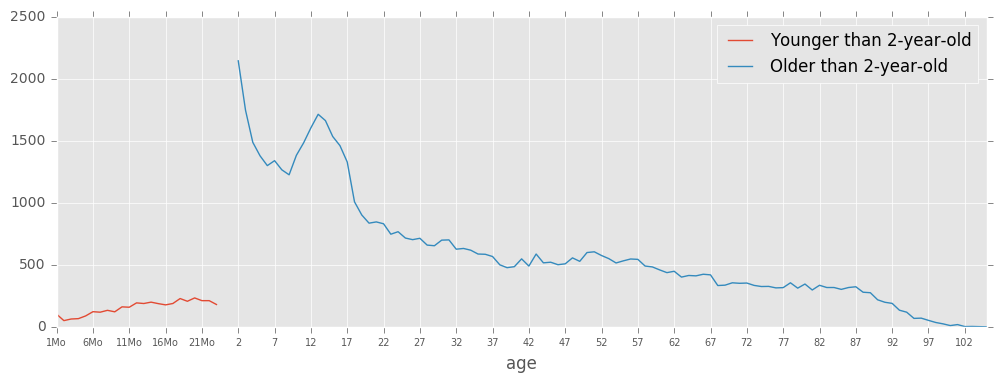 2500
2000
1500
1000
500
0
Younger than 2-year-old
Older than 2-year-old
1Mo 6Mo 11Mo 16Mo 21Mo 2 7 12 17 22 27 32 37 42 47 52 57 62 67 72 77 82 87 92 97 102
age